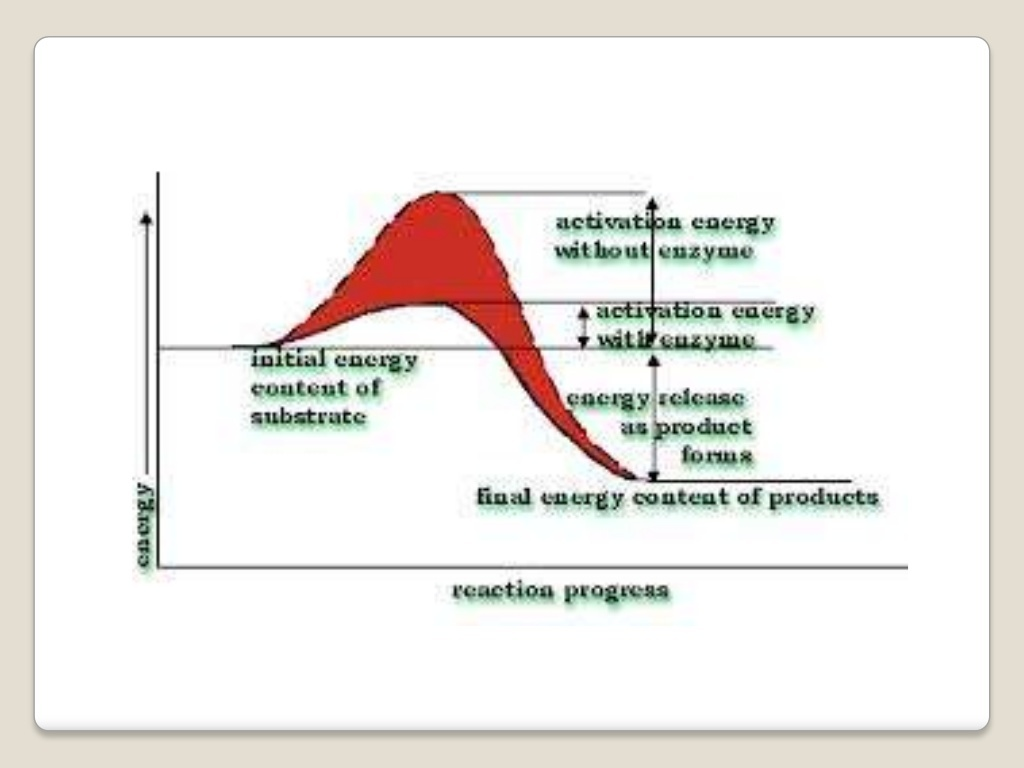 activation energy
without enzyme
activation energy
with enzyme
initial energy
content of
substrate
energy release
as product
forms
final energy content of products
energy
reaction progress